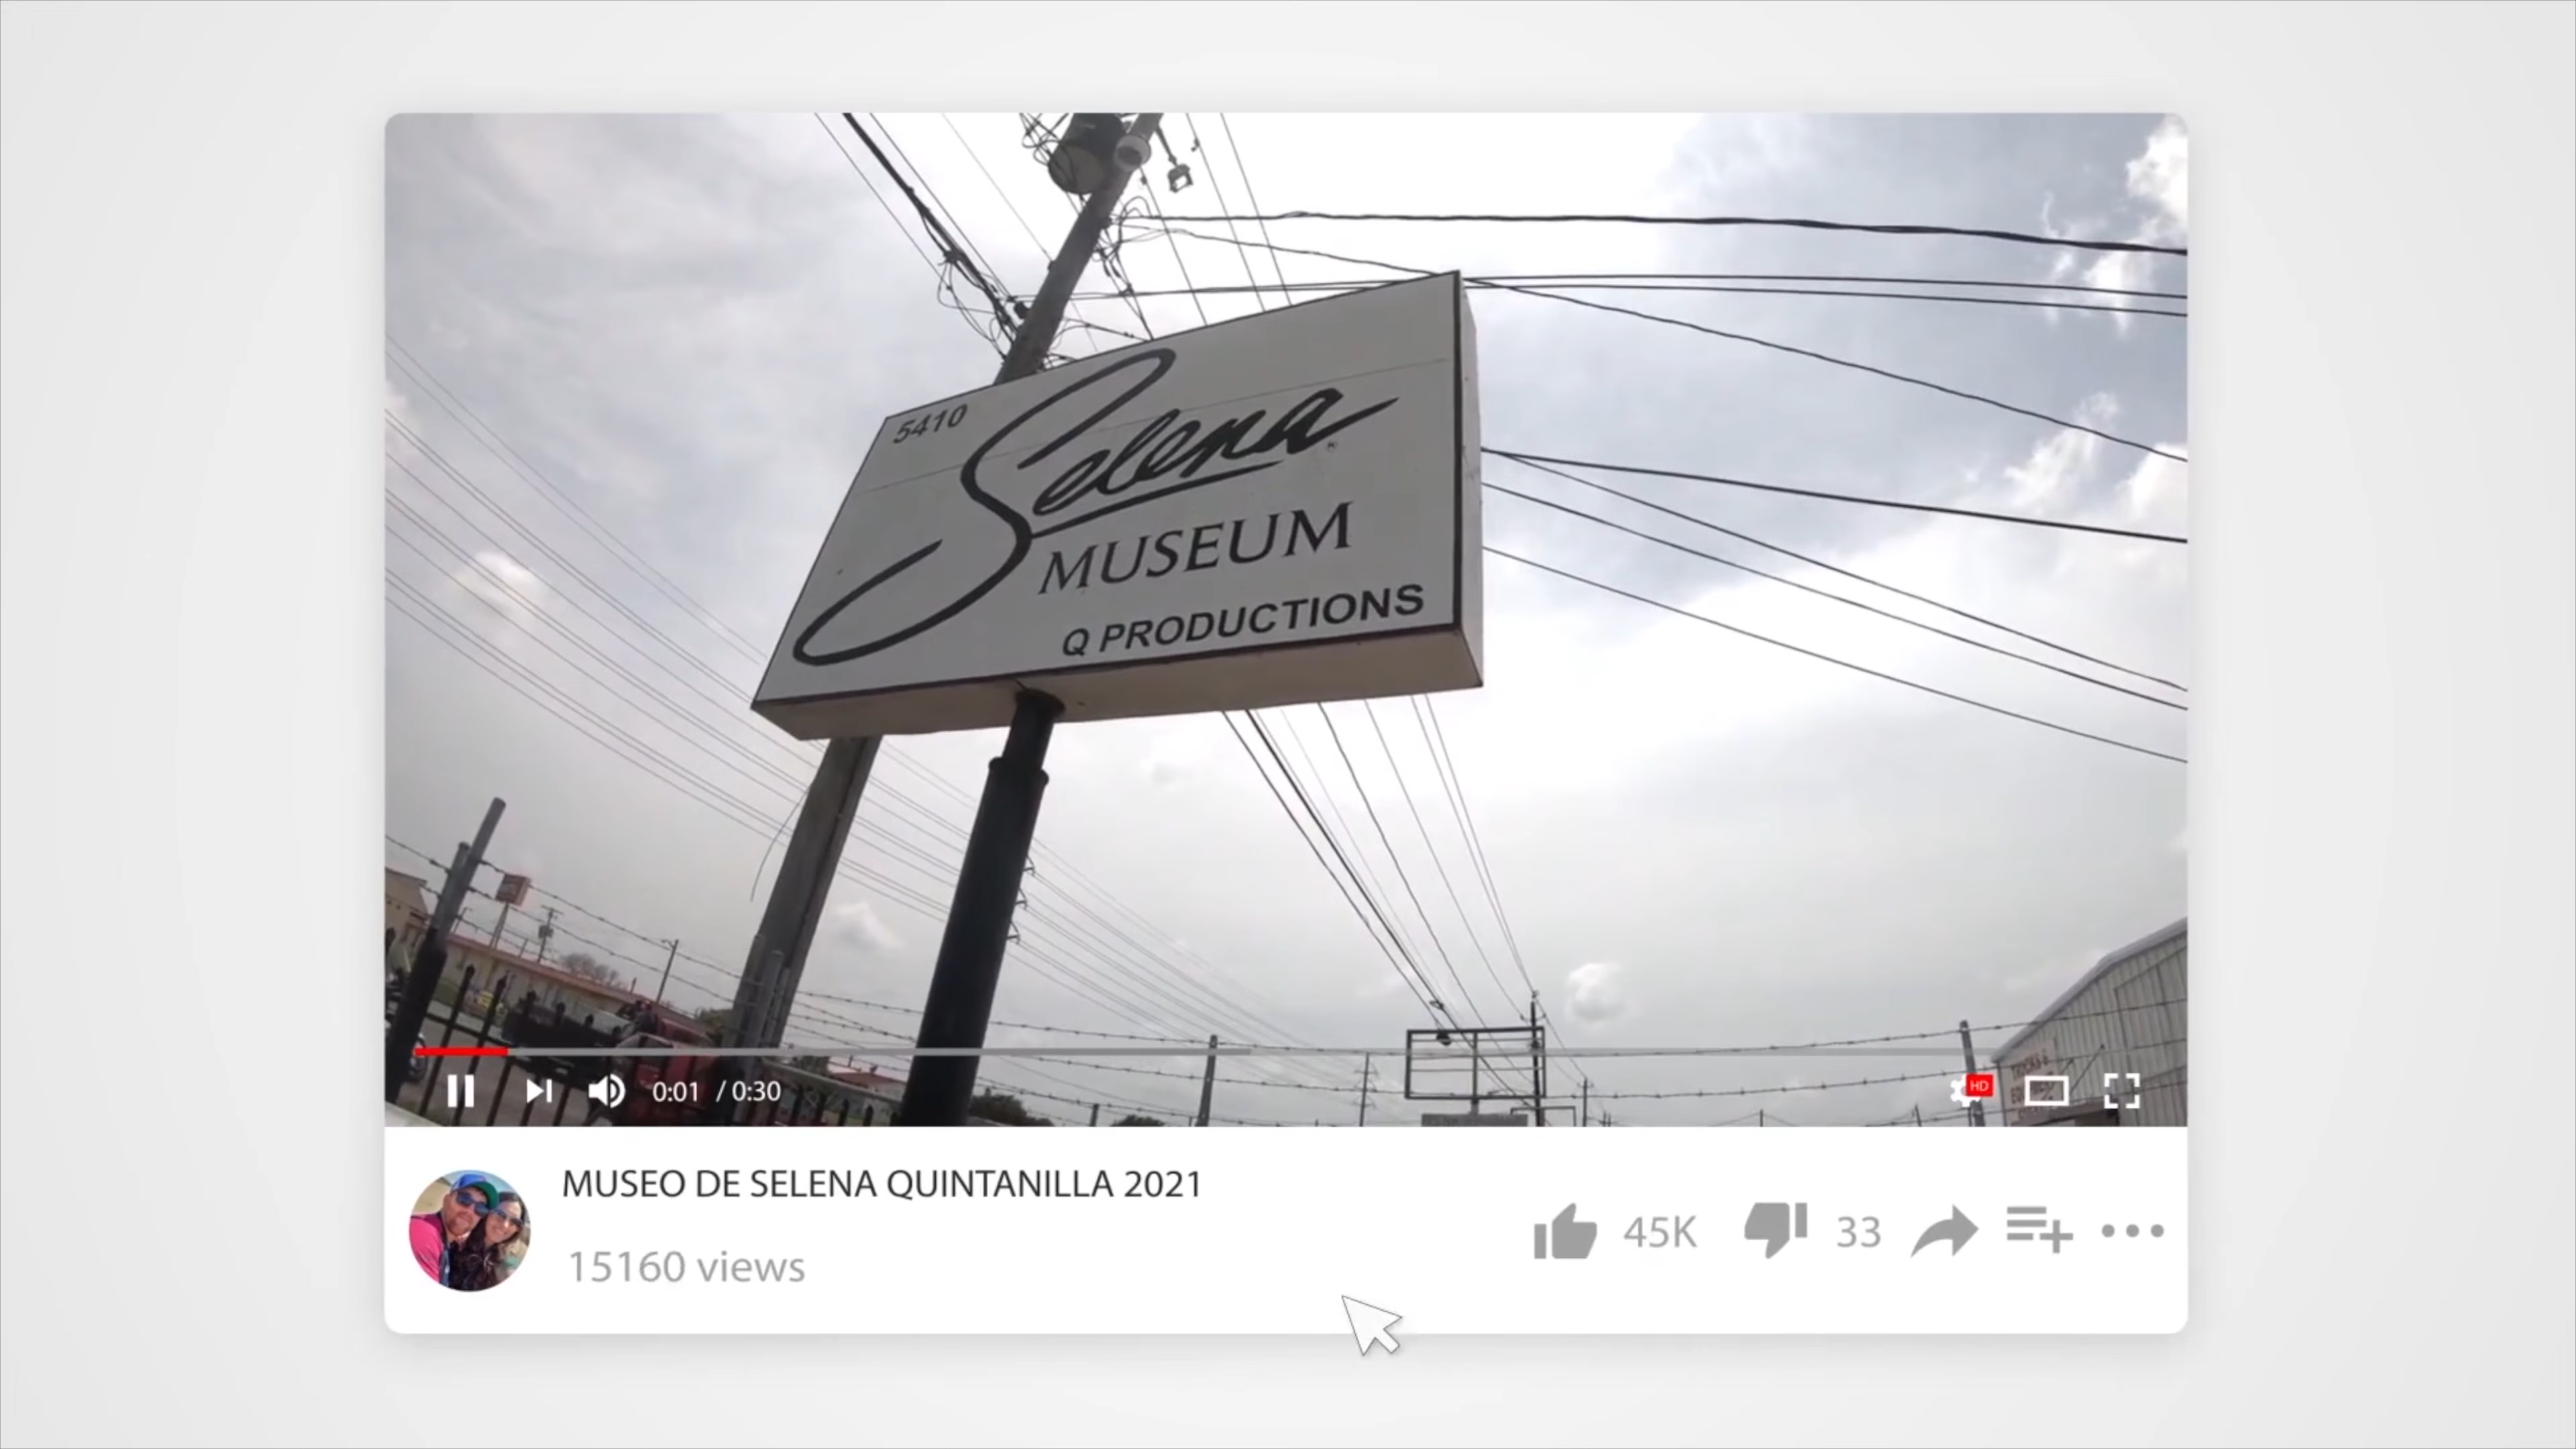 5410
Selena
MUSEUM
Q PRODUCTIONS
0:01 / 0:30
HD
MUSEO DE SELENA QUINTANILLA 2021
15160 views
45K
33